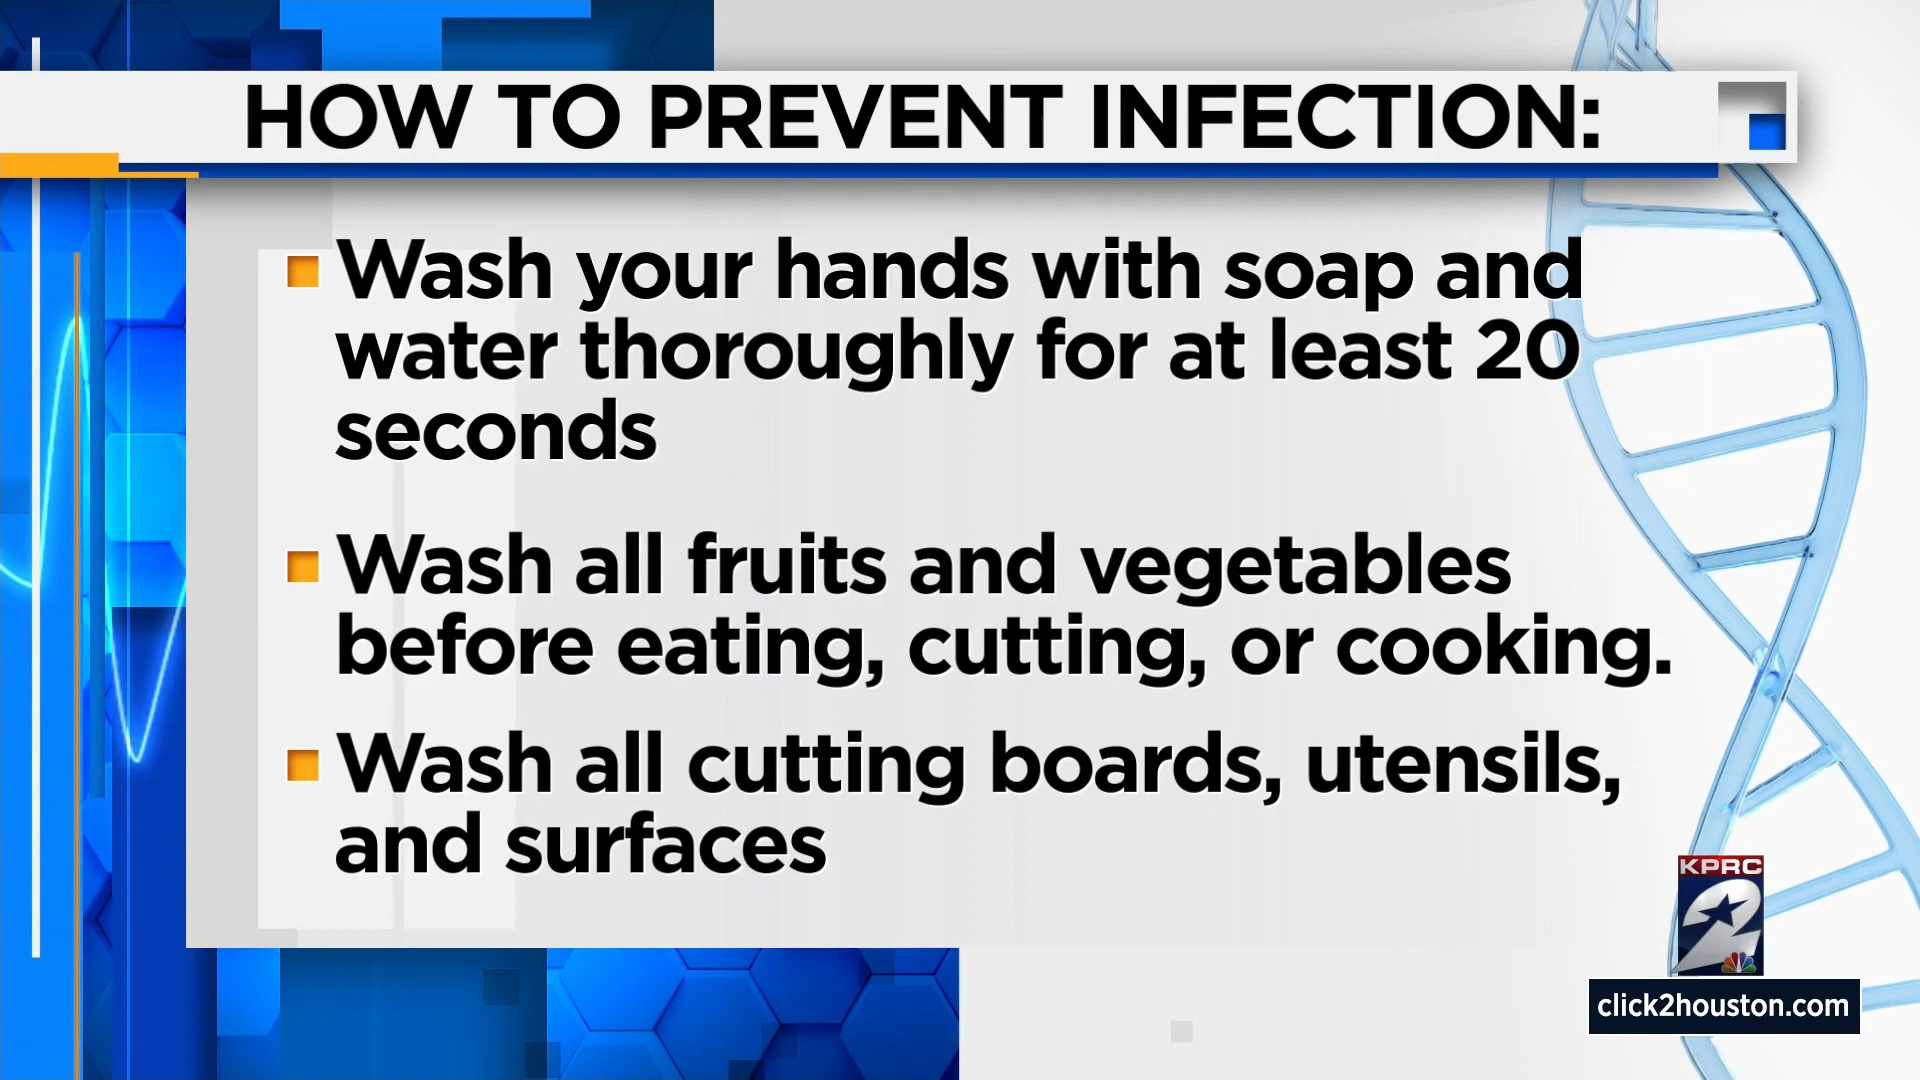 HOW TO PREVENT INFECTION:
Wash your hands with soap and
water thoroughly for at least 20
seconds
Wash all fruits and vegetables
before eating, cutting, or cooking.
Wash all cutting boards, utensils,
and surfaces
KPRC
2
click2houston.com